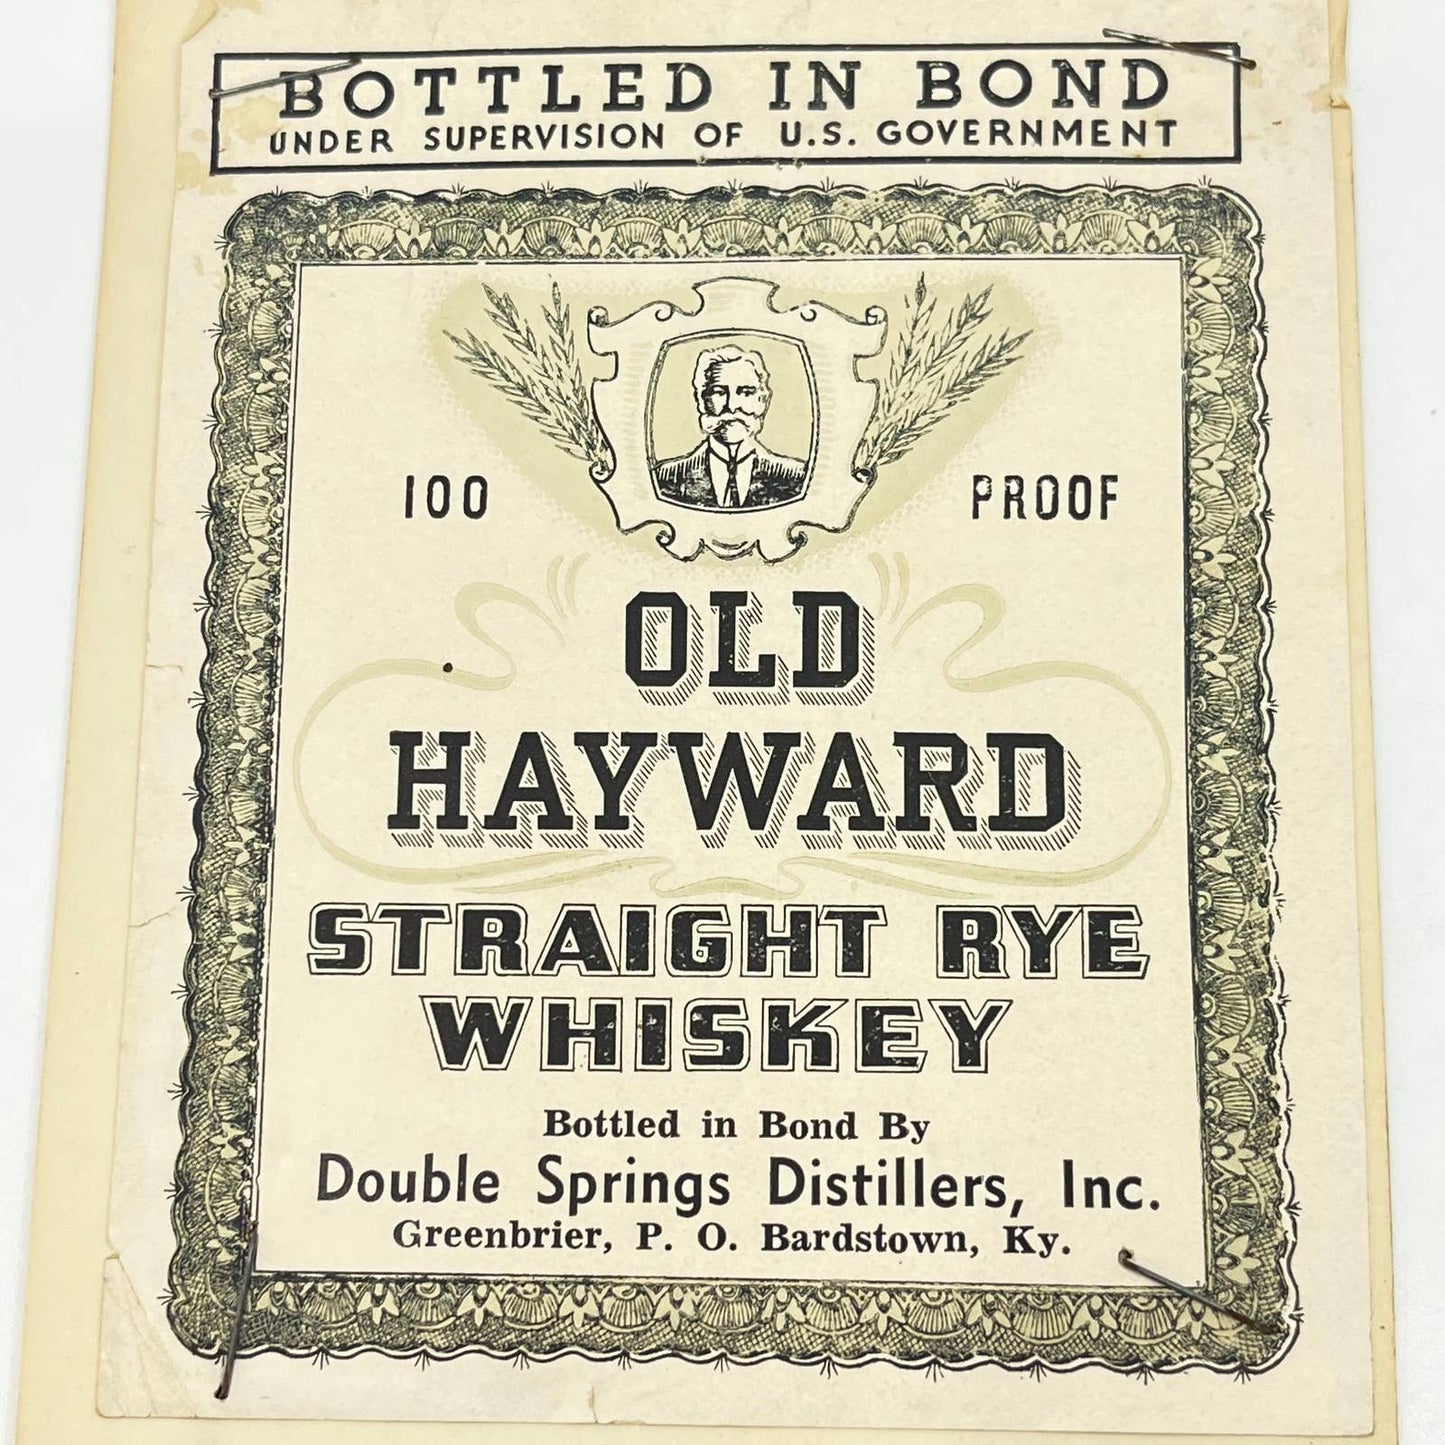 BOTTLED IN BOND
UNDER SUPERVISION OF U.S. GOVERNMENT
100 PROOF
OLD
HAYWARD
STRAIGHT RYE
WHISKEY
Bottled in Bond By
Double Springs Distillers, Inc.
Greenbrier, P. O. Bardstown, Ky.